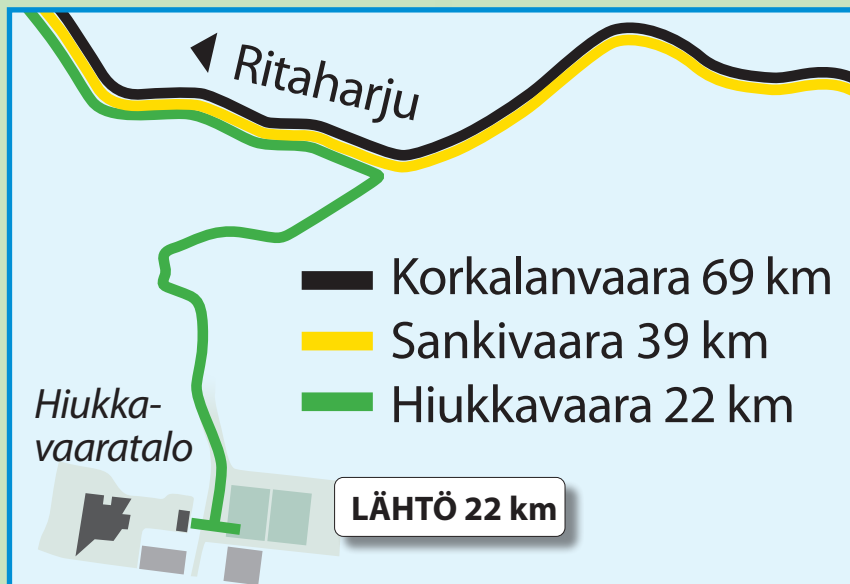 Ritaharju
Korkalanvaara 69 km
Sankivaara 39 km
Hiukkavaara 22 km
Hiukka-
vaaratalo
LÄHTÖ 22 km